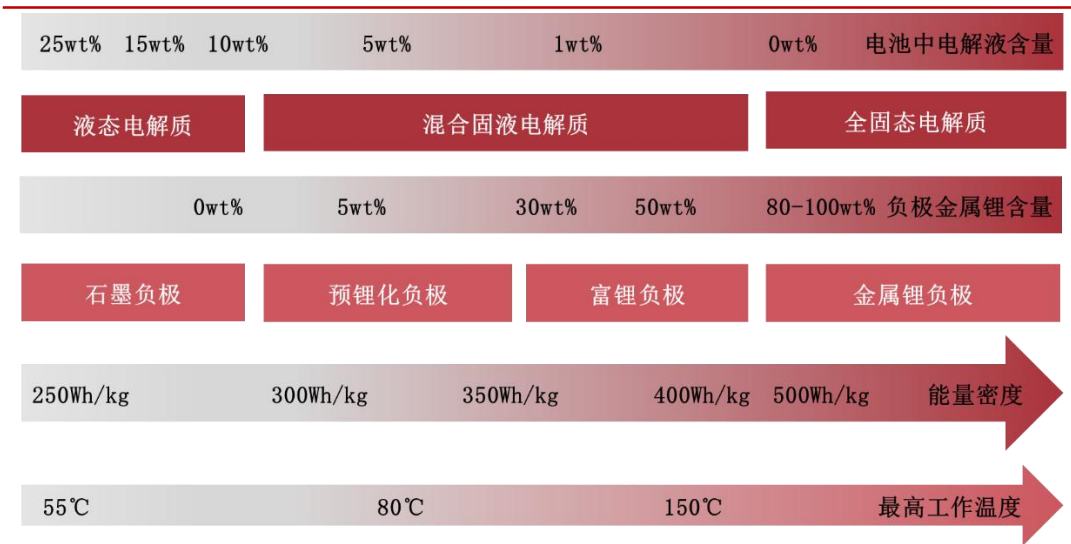 25wt% 15wt% 10wt% 5wt% 1wt% 0wt% 电池中电解液含量
液态电解质 混合固液电解质 全固态电解质
0wt% 5wt% 30wt% 50wt% 80-100wt% 负极金属锂含量
石墨负极 预锂化负极 富锂负极 金属锂负极
250Wh/kg 300Wh/kg 350Wh/kg 400Wh/kg 500Wh/kg 能量密度
55℃ 80℃ 150℃ 最高工作温度